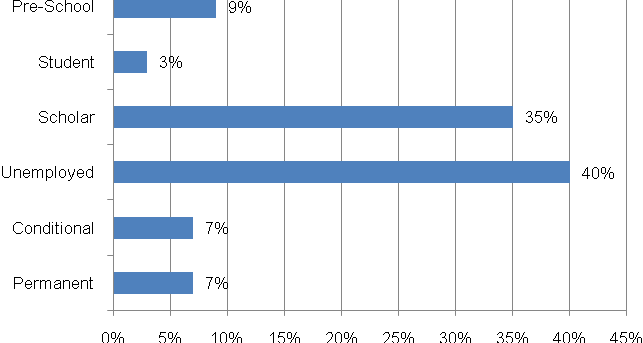 Pre-School 9%
Student 3%
Scholar 35%
Unemployed 40%
Conditional 7%
Permanent 7%
0% 5% 10% 15% 20% 25% 30% 35% 40% 45%